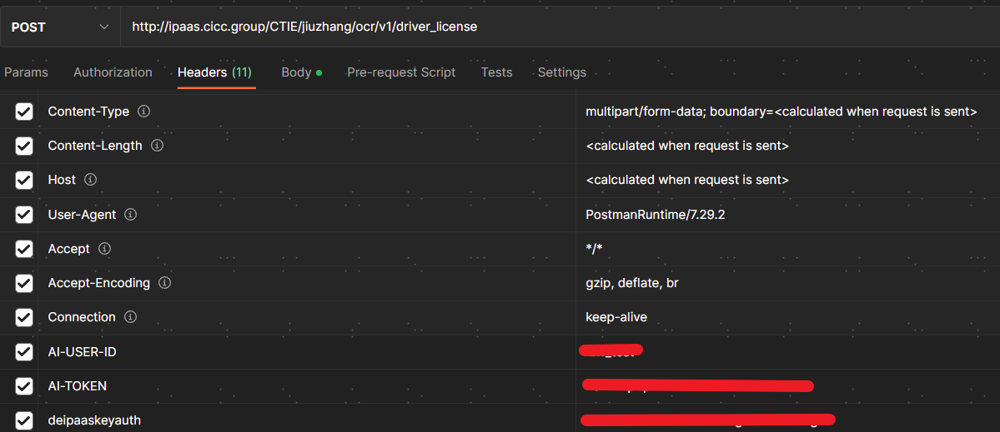 POST http://ipaas.cicc.group/CTIE/jiuzhang/ocr/v1/driver_license
Params Authorization Headers (11) Body Pre-request Script Tests Settings
Content-Type multipart/form-data; boundary=<calculated when request is sent>
Content-Length <calculated when request is sent>
Host <calculated when request is sent>
User-Agent PostmanRuntime/7.29.2
Accept */*
Accept-Encoding gzip, deflate, br
Connection keep-alive
AI-USER-ID
AI-TOKEN
deipaaskeyauth